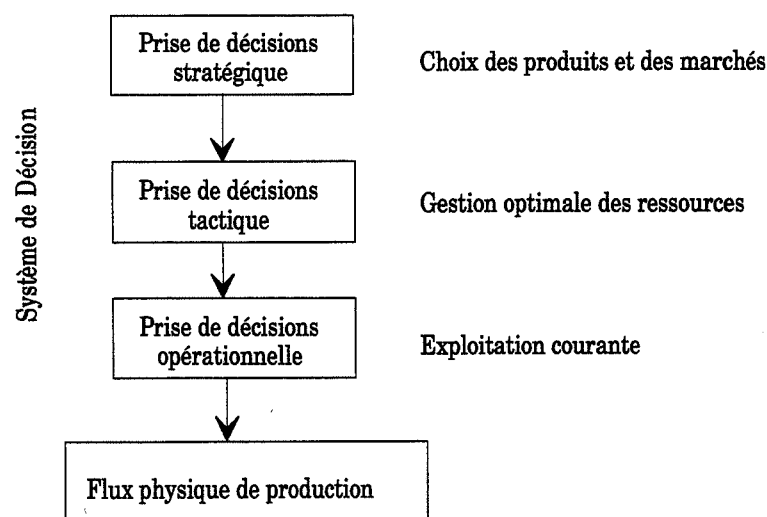 Prise de décisions
stratégique
Choix des produits et des marchés
Système de Décision
Prise de décisions
tactique
Gestion optimale des ressources
Prise de décisions
opérationnelle
Exploitation courante
Flux physique de production